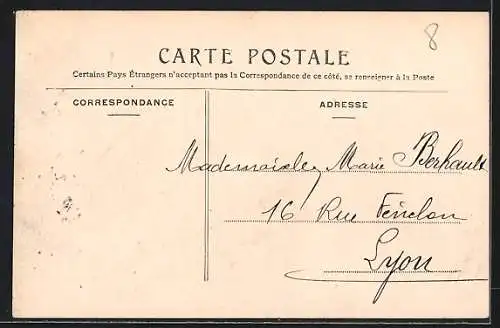 8
CARTE POSTALE
Certains Pays Étrangers n'acceptant pas la Correspondance de ce côté, se renseigner à la Poste
CORRESPONDANCE
ADRESSE
Mademoiselle Marie Berhault
16 Rue Fénelon
Lyon